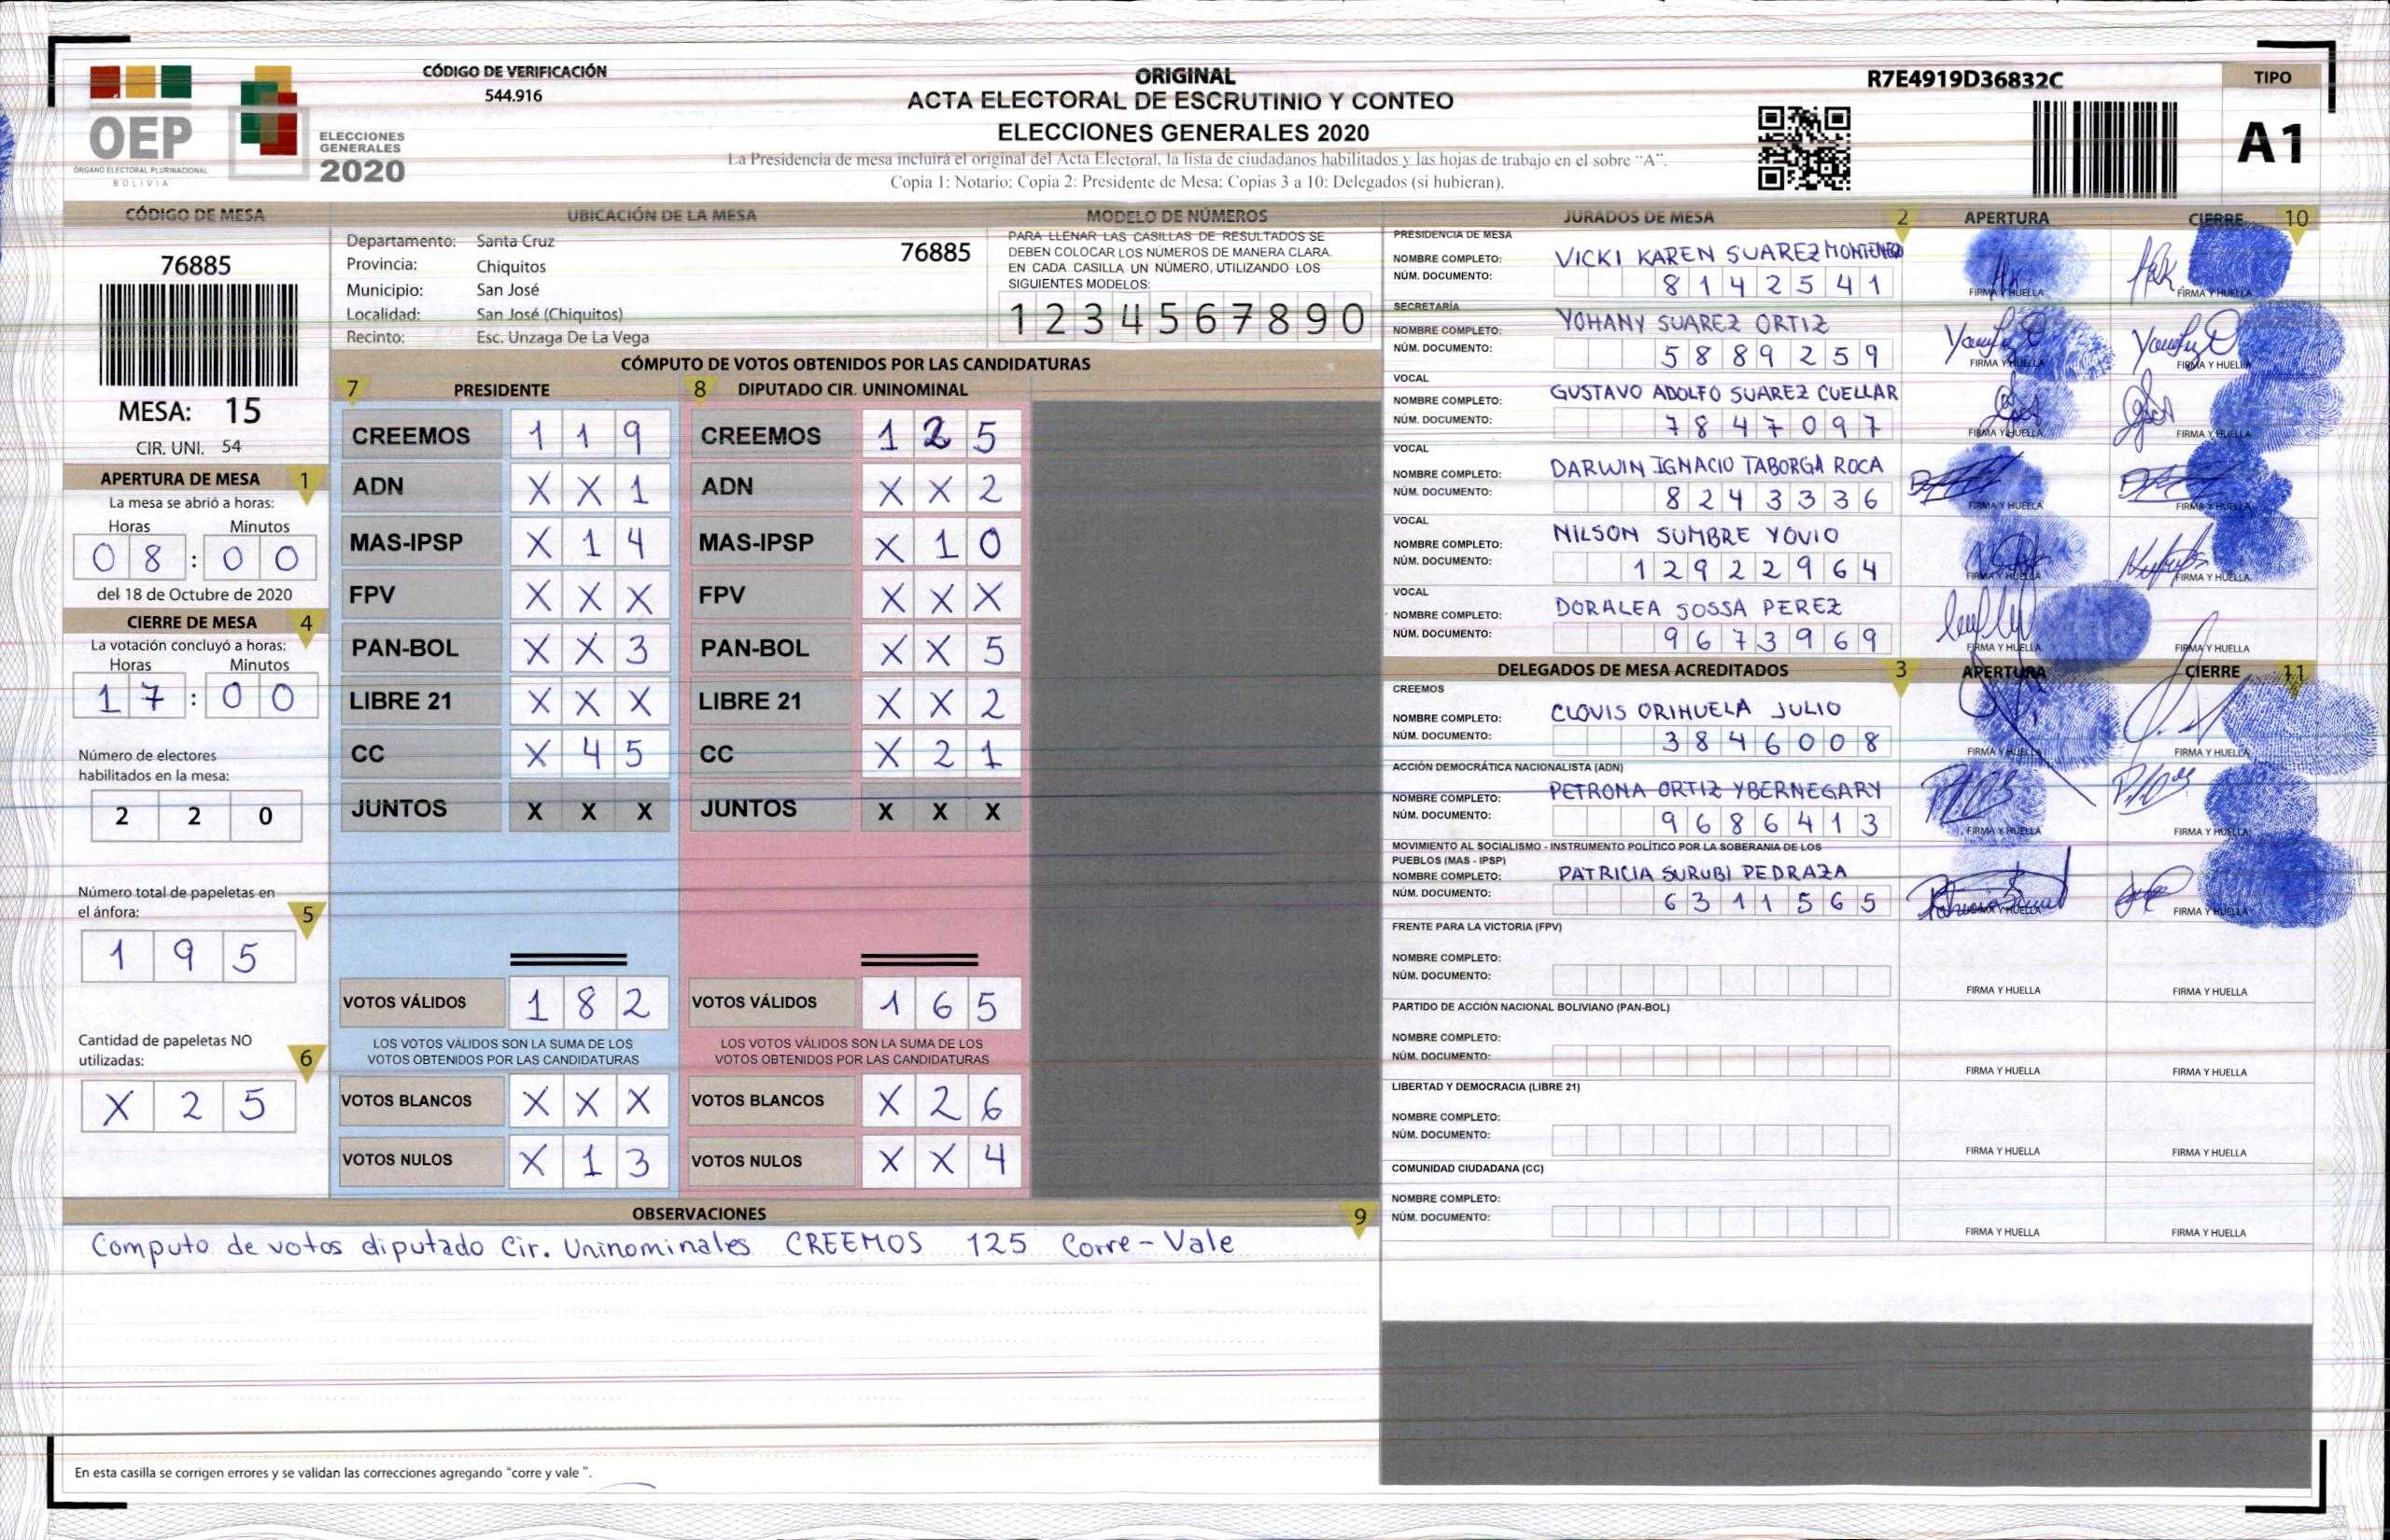 CÓDIGO DE VERIFICACIÓN
544.916
OEP
ÓRGANO ELECTORAL PLURINACIONAL
BOLIVIA
ELECCIONES
GENERALES
2020
ORIGINAL
ACTA ELECTORAL DE ESCRUTINIO Y CONTEO
ELECCIONES GENERALES 2020
La Presidencia de mesa incluirá el original del Acta Electoral, la lista de ciudadanos habilitados y las hojas de trabajo en el sobre "A".
Copia 1: Notario; Copia 2: Presidente de Mesa; Copias 3 a 10: Delegados (si hubieran).
R7E4919D36832C
TIPO
A1
CÓDIGO DE MESA
76885
MESA: 15
CIR. UNI. 54
APERTURA DE MESA 1
La mesa se abrió a horas:
Horas Minutos
0 8 : 0 0
del 18 de Octubre de 2020
CIERRE DE MESA 4
La votación concluyó a horas:
Horas Minutos
1 7 : 0 0
Número de electores
habilitados en la mesa:
2 2 0
Número total de papeletas en
el ánfora: 5
1 9 5
Cantidad de papeletas NO
utilizadas: 6
X 2 5
UBICACIÓN DE LA MESA
Departamento: Santa Cruz 76885
Provincia: Chiquitos
Municipio: San José
Localidad: San José (Chiquitos)
Recinto: Esc. Unzaga De La Vega
MODELO DE NÚMEROS
PARA LLENAR LAS CASILLAS DE RESULTADOS SE
DEBEN COLOCAR LOS NÚMEROS DE MANERA CLARA.
EN CADA CASILLA UN NÚMERO, UTILIZANDO LOS
SIGUIENTES MODELOS:
1 2 3 4 5 6 7 8 9 0
CÓMPUTO DE VOTOS OBTENIDOS POR LAS CANDIDATURAS
7 PRESIDENTE 8 DIPUTADO CIR. UNINOMINAL
CREEMOS 1 1 9 CREEMOS 1 2 5
ADN X X 1 ADN X X 2
MAS-IPSP X 1 4 MAS-IPSP X 1 0
FPV X X X FPV X X X
PAN-BOL X X 3 PAN-BOL X X 5
LIBRE 21 X X X LIBRE 21 X X 2
CC X 4 5 CC X 2 1
JUNTOS X X X JUNTOS X X X
VOTOS VÁLIDOS 1 8 2 VOTOS VÁLIDOS 1 6 5
LOS VOTOS VÁLIDOS SON LA SUMA DE LOS LOS VOTOS VÁLIDOS SON LA SUMA DE LOS
VOTOS OBTENIDOS POR LAS CANDIDATURAS VOTOS OBTENIDOS POR LAS CANDIDATURAS
VOTOS BLANCOS X X X VOTOS BLANCOS X 2 6
VOTOS NULOS X 1 3 VOTOS NULOS X X 4
OBSERVACIONES 9
Computo de votos diputado Cir. Uninominales CREEMOS 125 Corre-Vale
En esta casilla se corrigen errores y se validan las correcciones agregando "corre y vale".
JURADOS DE MESA 2 APERTURA CIERRE 10
PRESIDENCIA DE MESA
NOMBRE COMPLETO: VICKI KAREN SUAREZ MONTENEGRO
NÚM. DOCUMENTO: 8 1 4 2 5 4 1
FIRMA Y HUELLA FIRMA Y HUELLA
SECRETARÍA
NOMBRE COMPLETO: YOHANY SUAREZ ORTIZ
NÚM. DOCUMENTO: 5 8 8 9 2 5 9
FIRMA Y HUELLA FIRMA Y HUELLA
VOCAL
NOMBRE COMPLETO: GUSTAVO ADOLFO SUAREZ CUELLAR
NÚM. DOCUMENTO: 7 8 4 7 0 9 7
FIRMA Y HUELLA FIRMA Y HUELLA
VOCAL
NOMBRE COMPLETO: DARWIN IGNACIO TABORGA ROCA
NÚM. DOCUMENTO: 8 2 4 3 3 3 6
FIRMA Y HUELLA FIRMA Y HUELLA
VOCAL
NOMBRE COMPLETO: NILSON SUMBRE YOVIO
NÚM. DOCUMENTO: 1 2 9 2 2 9 6 4
FIRMA Y HUELLA FIRMA Y HUELLA
VOCAL
NOMBRE COMPLETO: DORALEA SOSSA PEREZ
NÚM. DOCUMENTO: 9 6 7 3 9 6 9
FIRMA Y HUELLA FIRMA Y HUELLA
DELEGADOS DE MESA ACREDITADOS 3 APERTURA CIERRE 11
CREEMOS
NOMBRE COMPLETO: CLOVIS ORIHUELA JULIO
NÚM. DOCUMENTO: 3 8 4 6 0 0 8
FIRMA Y HUELLA FIRMA Y HUELLA
ACCIÓN DEMOCRÁTICA NACIONALISTA (ADN)
NOMBRE COMPLETO: PETRONA ORTIZ YBERNEGARY
NÚM. DOCUMENTO: 9 6 8 6 4 1 3
FIRMA Y HUELLA FIRMA Y HUELLA
MOVIMIENTO AL SOCIALISMO - INSTRUMENTO POLÍTICO POR LA SOBERANIA DE LOS
PUEBLOS (MAS - IPSP)
NOMBRE COMPLETO: PATRICIA SURUBI PEDRAZA
NÚM. DOCUMENTO: 6 3 1 1 5 6 5
FIRMA Y HUELLA FIRMA Y HUELLA
FRENTE PARA LA VICTORIA (FPV)
NOMBRE COMPLETO:
NÚM. DOCUMENTO:
FIRMA Y HUELLA FIRMA Y HUELLA
PARTIDO DE ACCIÓN NACIONAL BOLIVIANO (PAN-BOL)
NOMBRE COMPLETO:
NÚM. DOCUMENTO:
FIRMA Y HUELLA FIRMA Y HUELLA
LIBERTAD Y DEMOCRACIA (LIBRE 21)
NOMBRE COMPLETO:
NÚM. DOCUMENTO:
FIRMA Y HUELLA FIRMA Y HUELLA
COMUNIDAD CIUDADANA (CC)
NOMBRE COMPLETO:
NÚM. DOCUMENTO:
FIRMA Y HUELLA FIRMA Y HUELLA